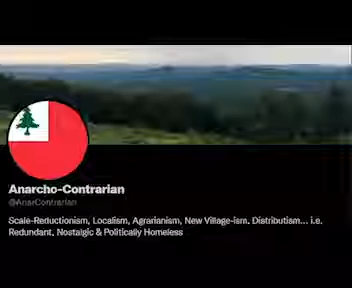 Anarcho-Contrarian
@AnarContrarian
Scale-Reductionism, Localism, Agrarianism, New Village-ism. Distributism... i.e.
Redundant, Nostalgic & Politically Homeless